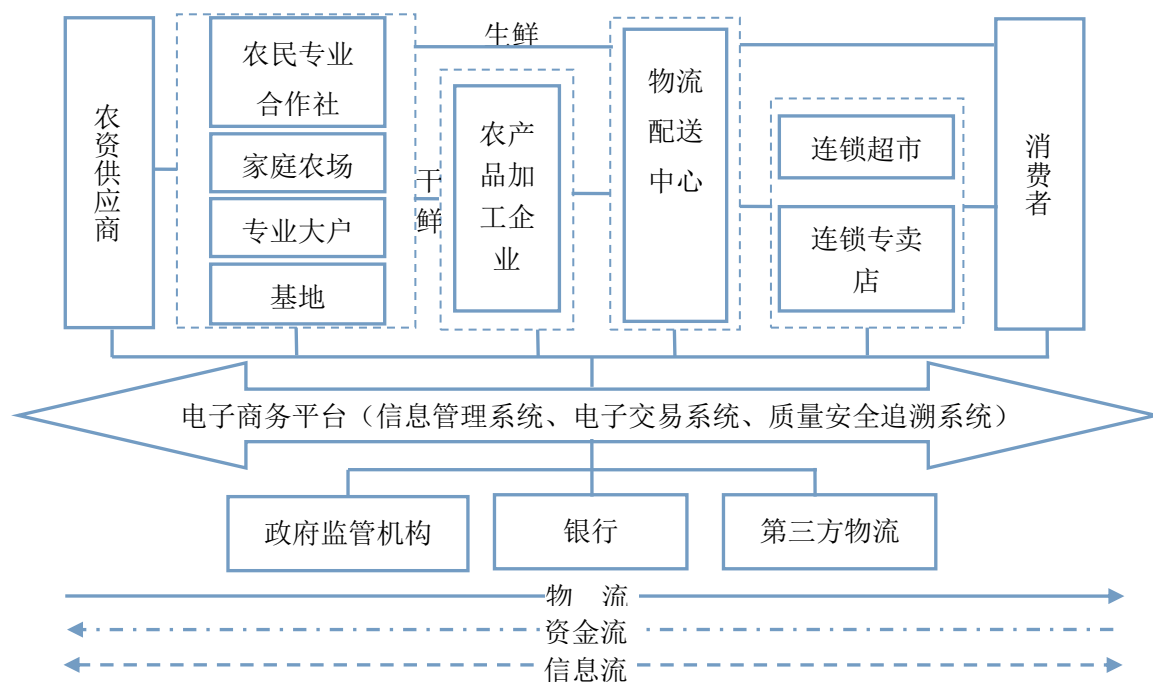 农资供应商
农民专业
合作社
家庭农场
专业大户
基地
生鲜
干
鲜
农产
品加
工企
业
物流
配送
中心
连锁超市
连锁专卖
店
消费者
电子商务平台（信息管理系统、电子交易系统、质量安全追溯系统）
政府监管机构
银行
第三方物流
物 流
资金流
信息流